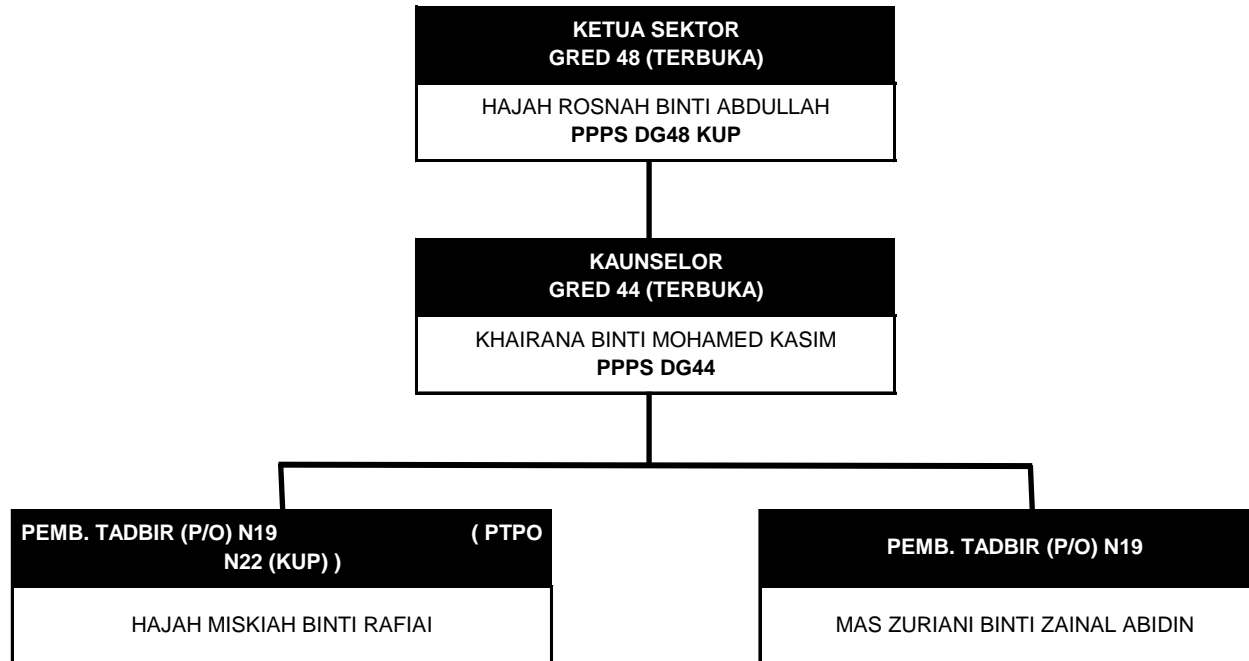 KETUA SEKTOR
GRED 48 (TERBUKA)
HAJAH ROSNAH BINTI ABDULLAH
PPPS DG48 KUP
KAUNSELOR
GRED 44 (TERBUKA)
KHAIRANA BINTI MOHAMED KASIM
PPPS DG44
PEMB. TADBIR (P/O) N19 ( PTPO
N22 (KUP) )
HAJAH MISKIAH BINTI RAFIAI
PEMB. TADBIR (P/O) N19
MAS ZURIANI BINTI ZAINAL ABIDIN